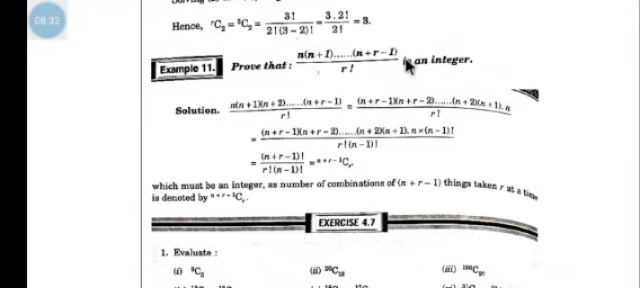 08:32
Hence, ʳC₂ = ³C₂ = 3! / 2!(3 – 2)! = 3.2! / 2! = 3.
Example 11. Prove that : n(n + 1)......(n + r – 1) / r! is an integer.
Solution. n(n + 1)(n + 2)......(n + r – 1) / r! = (n + r – 1)(n + r – 2)......(n + 2)(n + 1). n / r!
= (n + r – 1)(n + r – 2)......(n + 2)(n + 1). n × (n – 1)! / r!(n – 1)!
= (n + r – 1)! / r!(n – 1)! = ⁿ⁺ʳ⁻¹Cᵣ,
which must be an integer, as number of combinations of (n + r – 1) things taken r at a time
is denoted by ⁿ⁺ʳ⁻¹Cᵣ.
EXERCISE 4.7
1. Evaluate :
(i) ⁹C₅ (ii) ²⁰C₁₈ (iii) ¹⁰⁰C₉₇